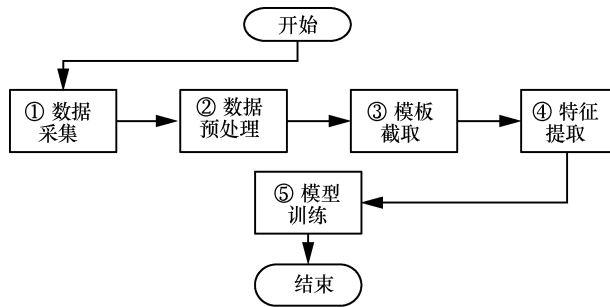 开始
① 数据
采集
② 数据
预处理
③ 模板
截取
④ 特征
提取
⑤ 模型
训练
结束